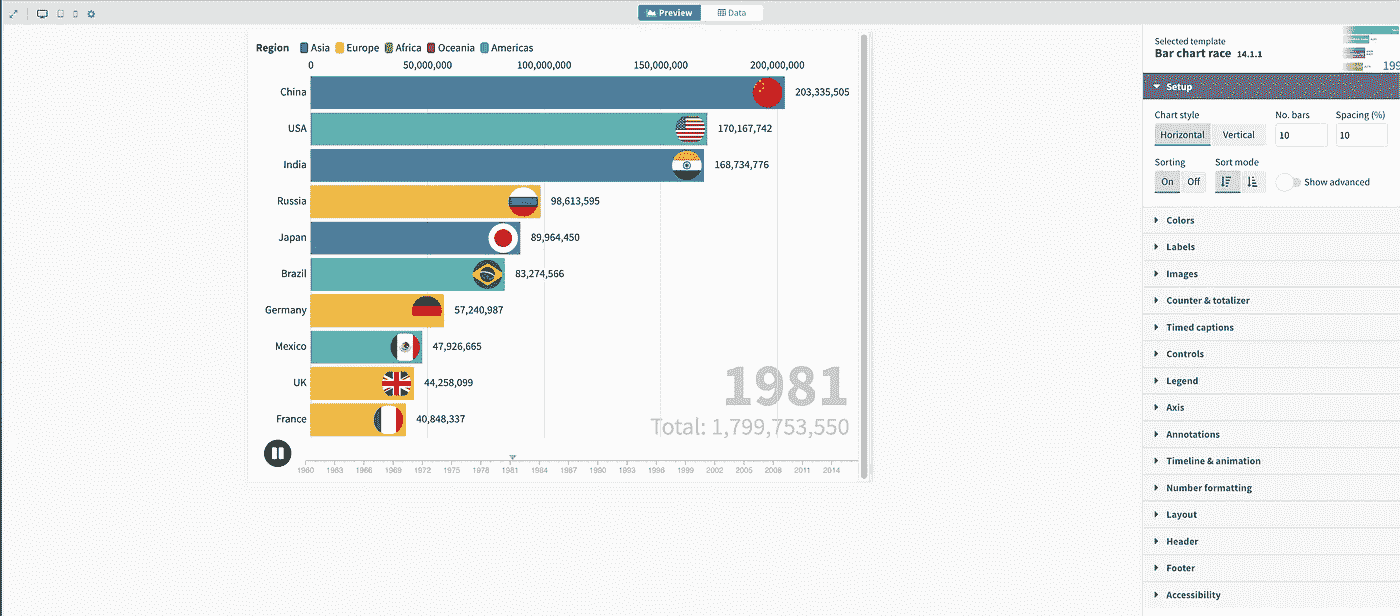 Preview Data
Region Asia Europe Africa Oceania Americas
0 50,000,000 100,000,000 150,000,000 200,000,000
China 203,335,505
USA 170,167,742
India 168,734,776
Russia 98,613,595
Japan 89,964,450
Brazil 83,274,566
Germany 57,240,987
Mexico 47,926,665
UK 44,258,099
France 40,848,337
1981
Total: 1,799,753,550
1960 1963 1966 1969 1972 1975 1978 1981 1984 1987 1990 1993 1996 1999 2002 2005 2008 2011 2014
Selected template
Bar chart race 14.1.1
199
Setup
Chart style No. bars Spacing (%)
Horizontal Vertical 10 10
Sorting Sort mode
On Off Show advanced
Colors
Labels
Images
Counter & totalizer
Timed captions
Controls
Legend
Axis
Annotations
Timeline & animation
Number formatting
Layout
Header
Footer
Accessibility